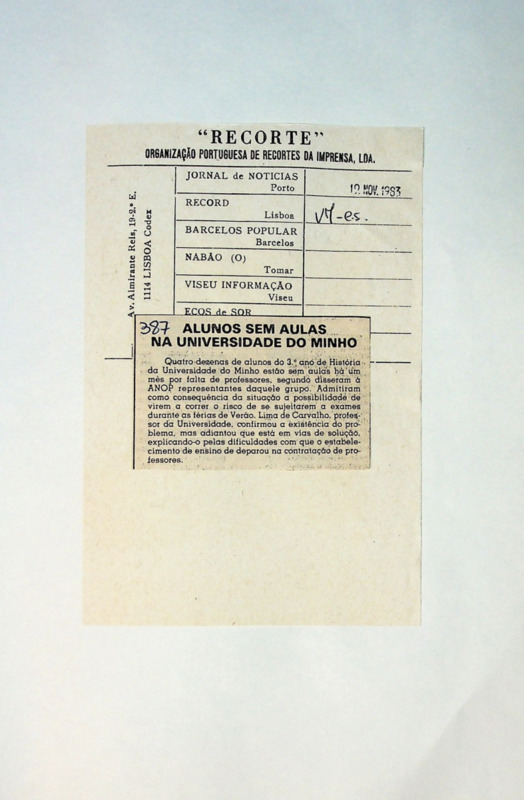 “RECORTE”
ORGANIZAÇÃO PORTUGUESA DE RECORTES DA IMPRENSA, LDA.
Av. Almirante Reis, 19-2.º E.
1114 LISBOA Codex
JORNAL de NOTICIAS
Porto
NOV. 1983
RECORD
Lisboa
BARCELOS POPULAR
Barcelos
NABÃO (O)
Tomar
VISEU INFORMAÇÃO
Viseu
ECOS de SOR
387 ALUNOS SEM AULAS
NA UNIVERSIDADE DO MINHO
Quatro dezenas de alunos do 3.º ano de História
da Universidade do Minho estão sem aulas há um
mês por falta de professores, segundo disseram à
ANOP representantes daquele grupo. Admitiram
como consequência da situação a possibilidade de
virem a correr o risco de se sujeitarem a exames
durante as férias de Verão. Lima de Carvalho, profes-
sor da Universidade, confirmou a existência do pro-
blema, mas adiantou que está em vias de solução,
explicando-o pelas dificuldades com que o estabele-
cimento de ensino de deparou na contratação de pro-
fessores.